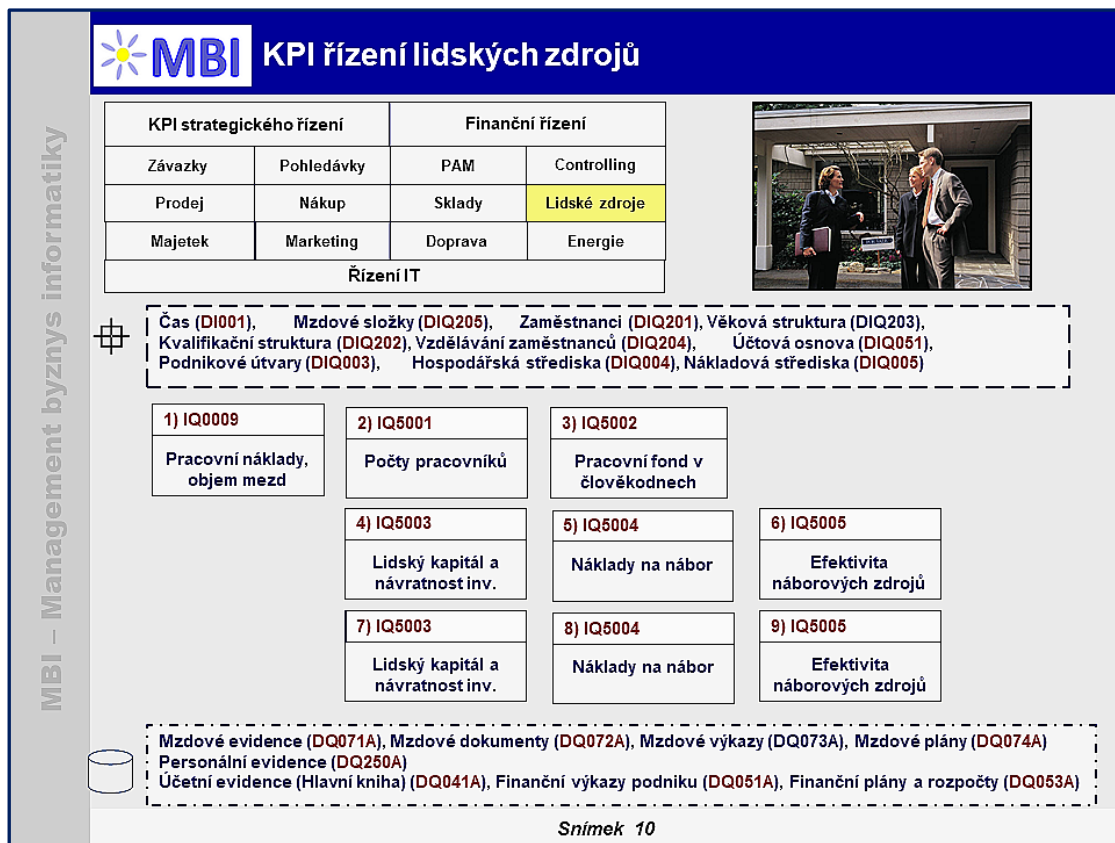 MBI
KPI řízení lidských zdrojů
MBI – Management byznys informatiky
KPI strategického řízení
Finanční řízení
Závazky
Pohledávky
PAM
Controlling
Prodej
Nákup
Sklady
Lidské zdroje
Majetek
Marketing
Doprava
Energie
Řízení IT
Čas (DI001), Mzdové složky (DIQ205), Zaměstnanci (DIQ201), Věková struktura (DIQ203),
Kvalifikační struktura (DIQ202), Vzdělávání zaměstnanců (DIQ204), Účtová osnova (DIQ051),
Podnikové útvary (DIQ003), Hospodářská střediska (DIQ004), Nákladová střediska (DIQ005)
1) IQ0009
Pracovní náklady,
objem mezd
2) IQ5001
Počty pracovníků
3) IQ5002
Pracovní fond v
člověkodnech
4) IQ5003
Lidský kapitál a
návratnost inv.
5) IQ5004
Náklady na nábor
6) IQ5005
Efektivita
náborových zdrojů
7) IQ5003
Lidský kapitál a
návratnost inv.
8) IQ5004
Náklady na nábor
9) IQ5005
Efektivita
náborových zdrojů
Mzdové evidence (DQ071A), Mzdové dokumenty (DQ072A), Mzdové výkazy (DQ073A), Mzdové plány (DQ074A)
Personální evidence (DQ250A)
Účetní evidence (Hlavní kniha) (DQ041A), Finanční výkazy podniku (DQ051A), Finanční plány a rozpočty (DQ053A)
Snímek 10